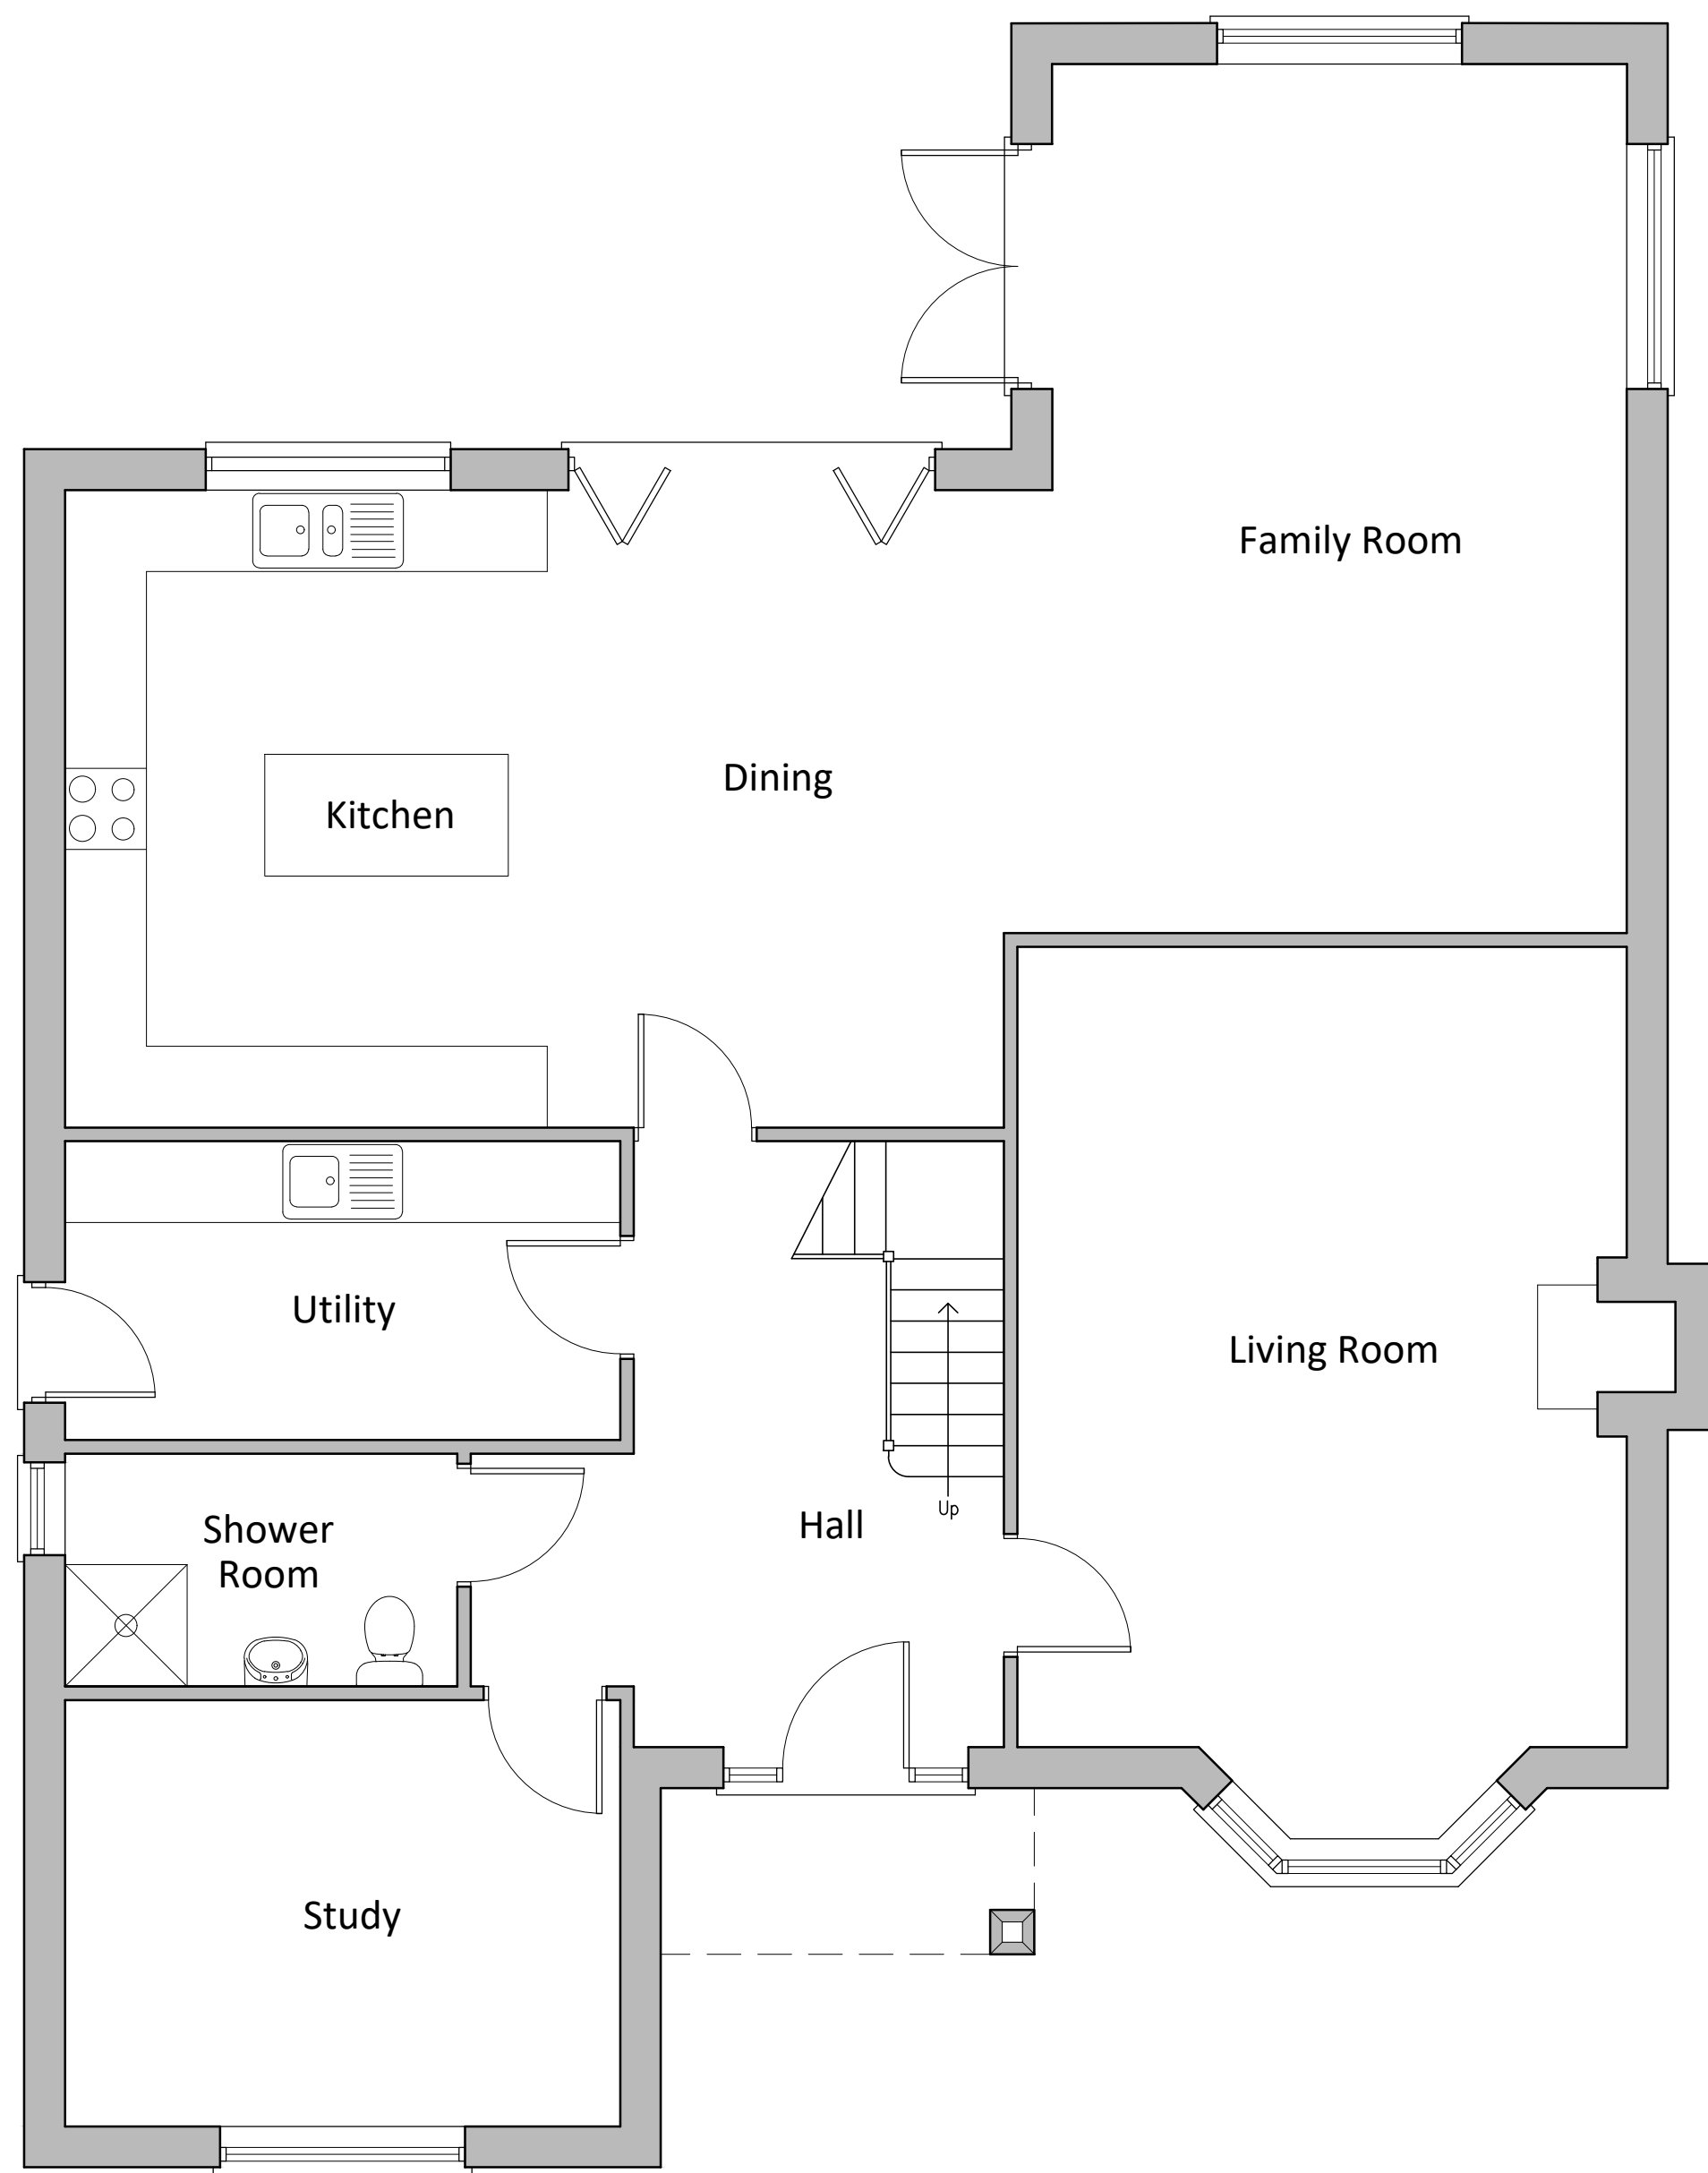 Family Room
Dining
Kitchen
Utility
Living Room
Shower
Room
Hall
Up
Study